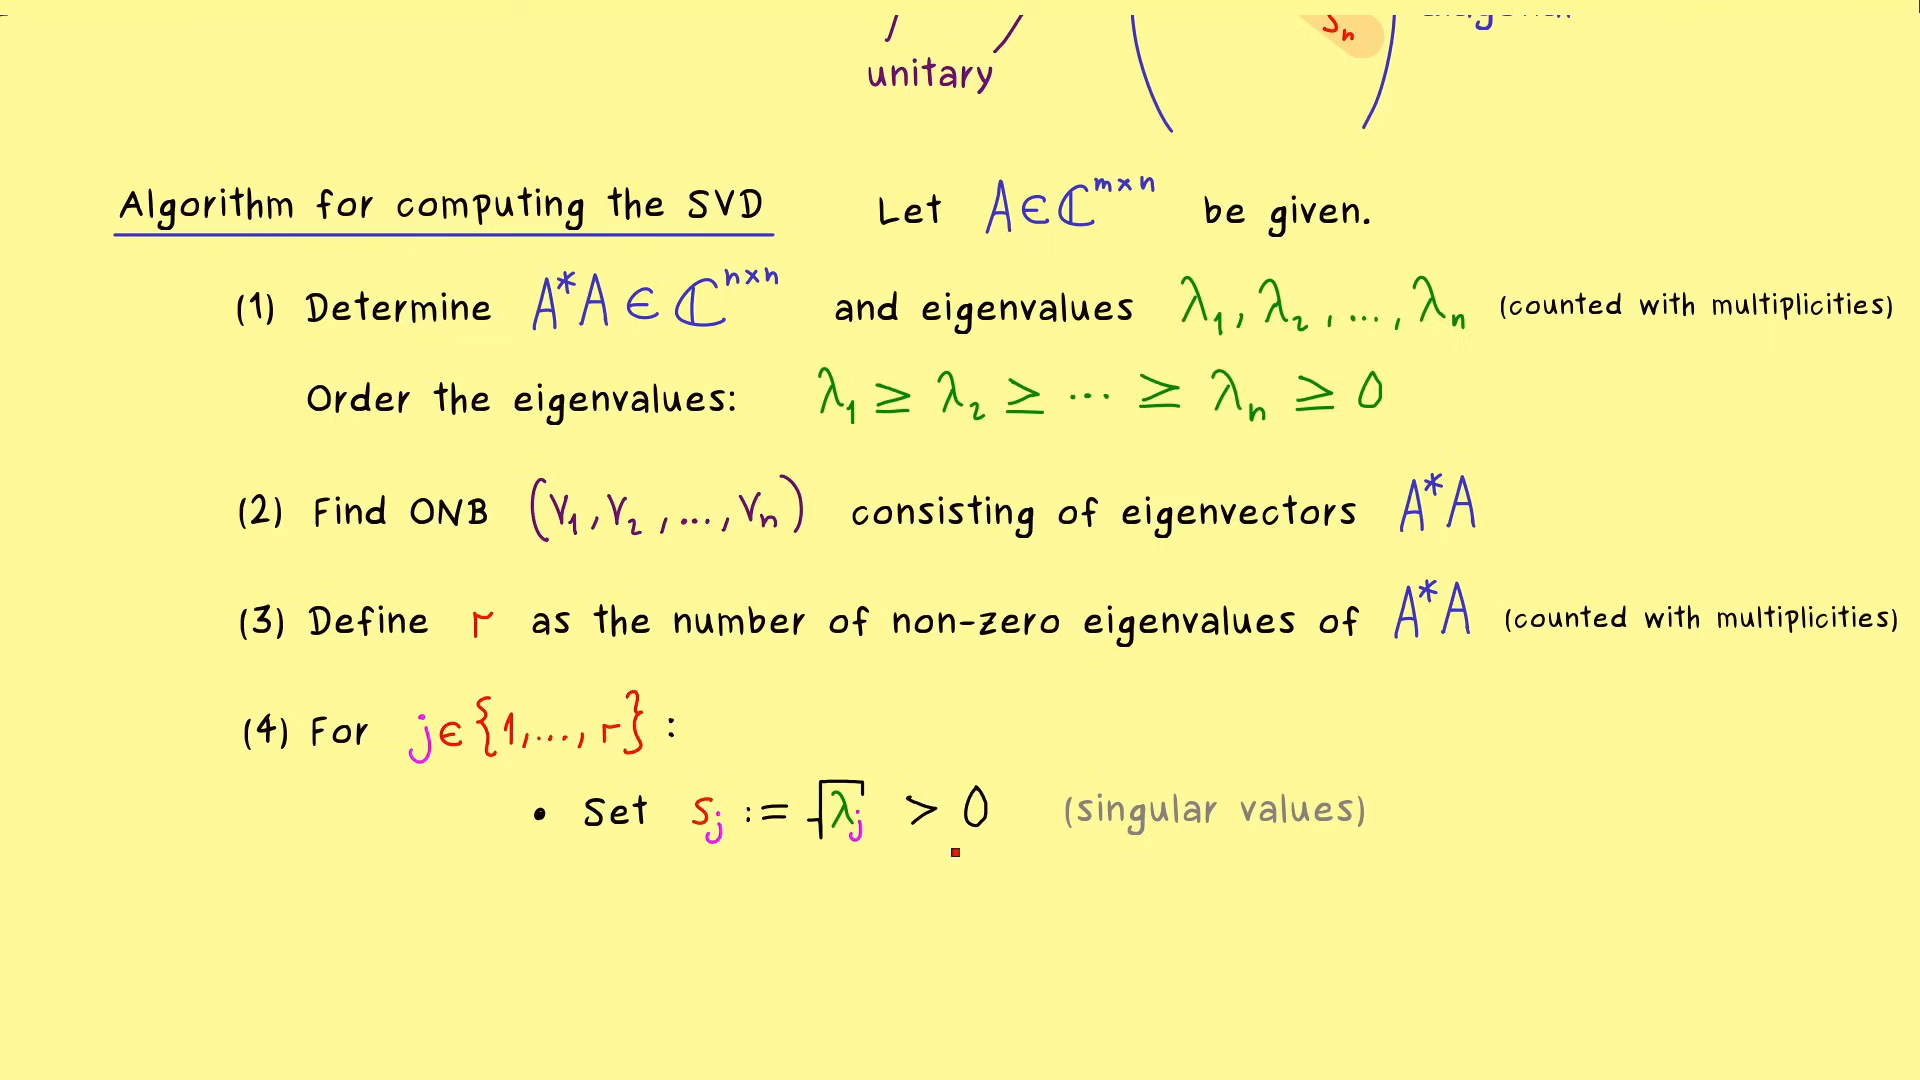 sₙ
unitary
Algorithm for computing the SVD Let A ∈ ℂᵐˣⁿ be given.
(1) Determine A*A ∈ ℂⁿˣⁿ and eigenvalues λ₁, λ₂, ..., λₙ (counted with multiplicities)
Order the eigenvalues: λ₁ ≥ λ₂ ≥ ⋯ ≥ λₙ ≥ 0
(2) Find ONB (v₁, v₂, ..., vₙ) consisting of eigenvectors A*A
(3) Define r as the number of non-zero eigenvalues of A*A (counted with multiplicities)
(4) For j ∈ {1, ..., r} :
• Set sⱼ := √λⱼ > 0 (singular values)